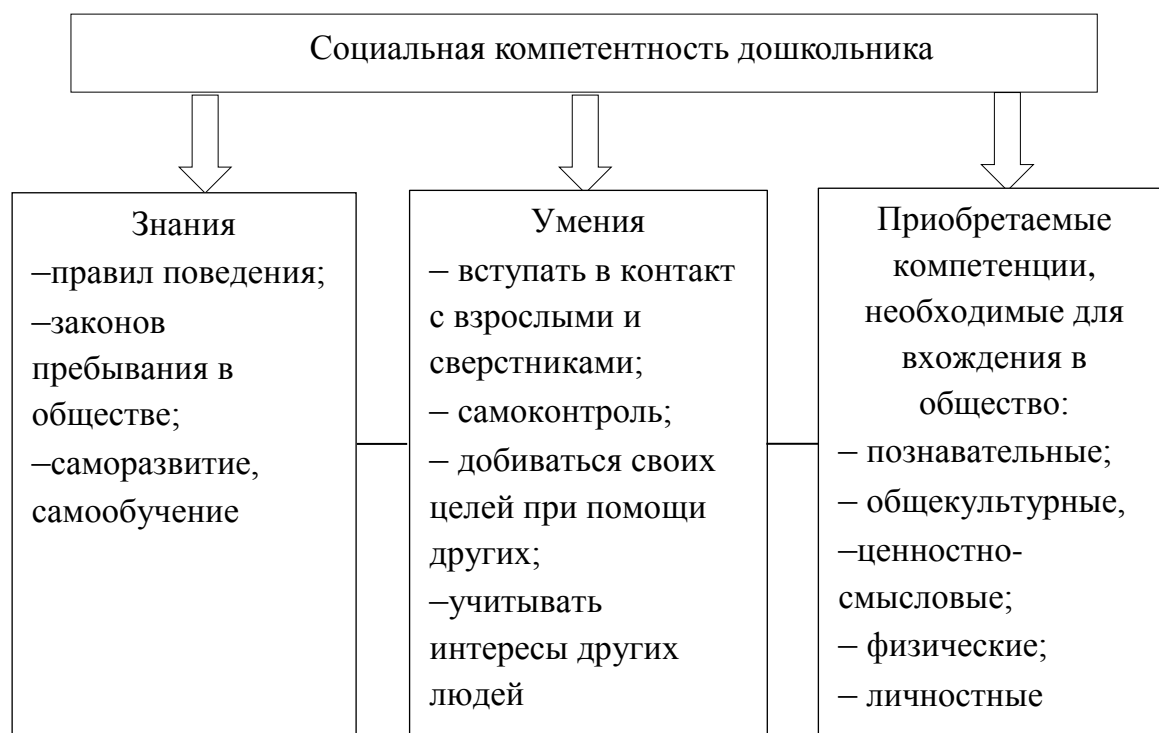 Социальная компетентность дошкольника
Знания
–правил поведения;
–законов
пребывания в
обществе;
–саморазвитие,
самообучение
Умения
– вступать в контакт
с взрослыми и
сверстниками;
– самоконтроль;
– добиваться своих
целей при помощи
других;
–учитывать
интересы других
людей
Приобретаемые
компетенции,
необходимые для
вхождения в
общество:
– познавательные;
– общекультурные,
–ценностно-
смысловые;
– физические;
– личностные